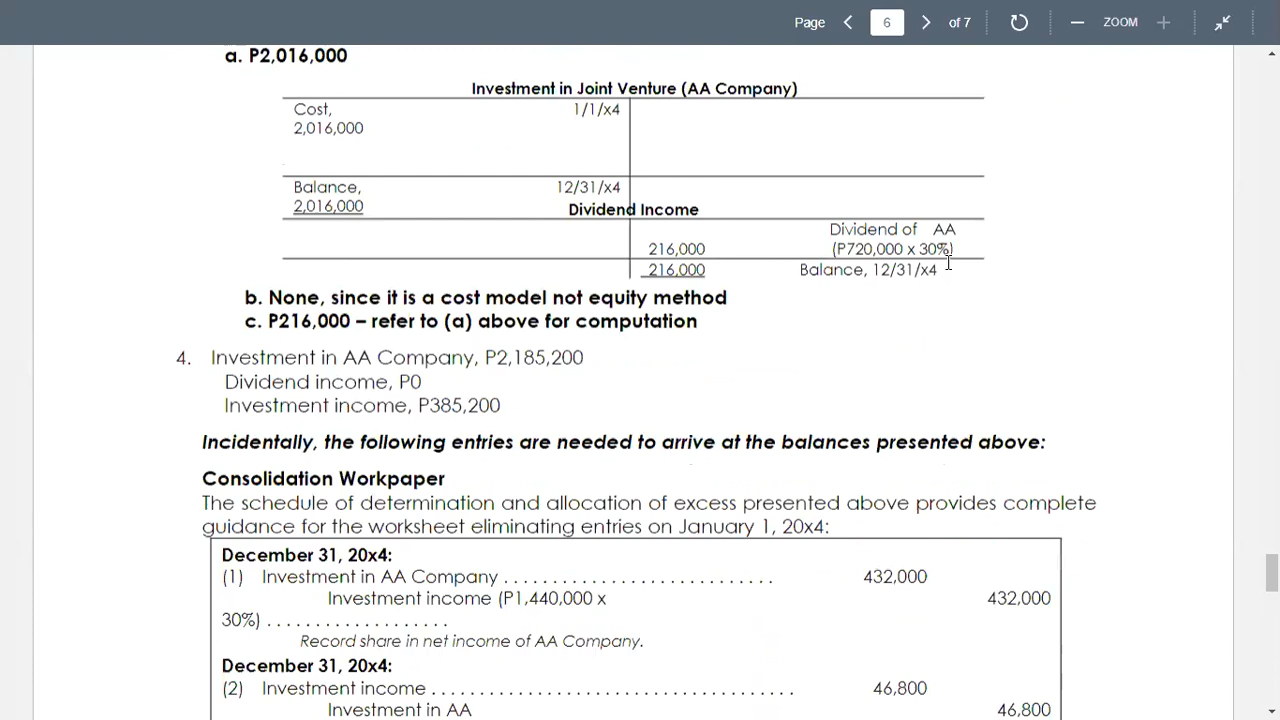 Page 6 of 7 ZOOM
a. P2,016,000
Investment in Joint Venture (AA Company)
Cost, 1/1/x4
2,016,000
Balance, 12/31/x4
2,016,000
Dividend Income
Dividend of AA
216,000 (P720,000 x 30%)
216,000 Balance, 12/31/x4
b. None, since it is a cost model not equity method
c. P216,000 – refer to (a) above for computation
4. Investment in AA Company, P2,185,200
Dividend income, P0
Investment income, P385,200
Incidentally, the following entries are needed to arrive at the balances presented above:
Consolidation Workpaper
The schedule of determination and allocation of excess presented above provides complete
guidance for the worksheet eliminating entries on January 1, 20x4:
December 31, 20x4:
(1) Investment in AA Company . . . . . . . . . . . . . . . . . . . . . . . . . . . 432,000
Investment income (P1,440,000 x 432,000
30%) . . . . . . . . . . . . . . . . . . .
Record share in net income of AA Company.
December 31, 20x4:
(2) Investment income . . . . . . . . . . . . . . . . . . . . . . . . . . . . . . . . . . . . . 46,800
Investment in AA 46,800